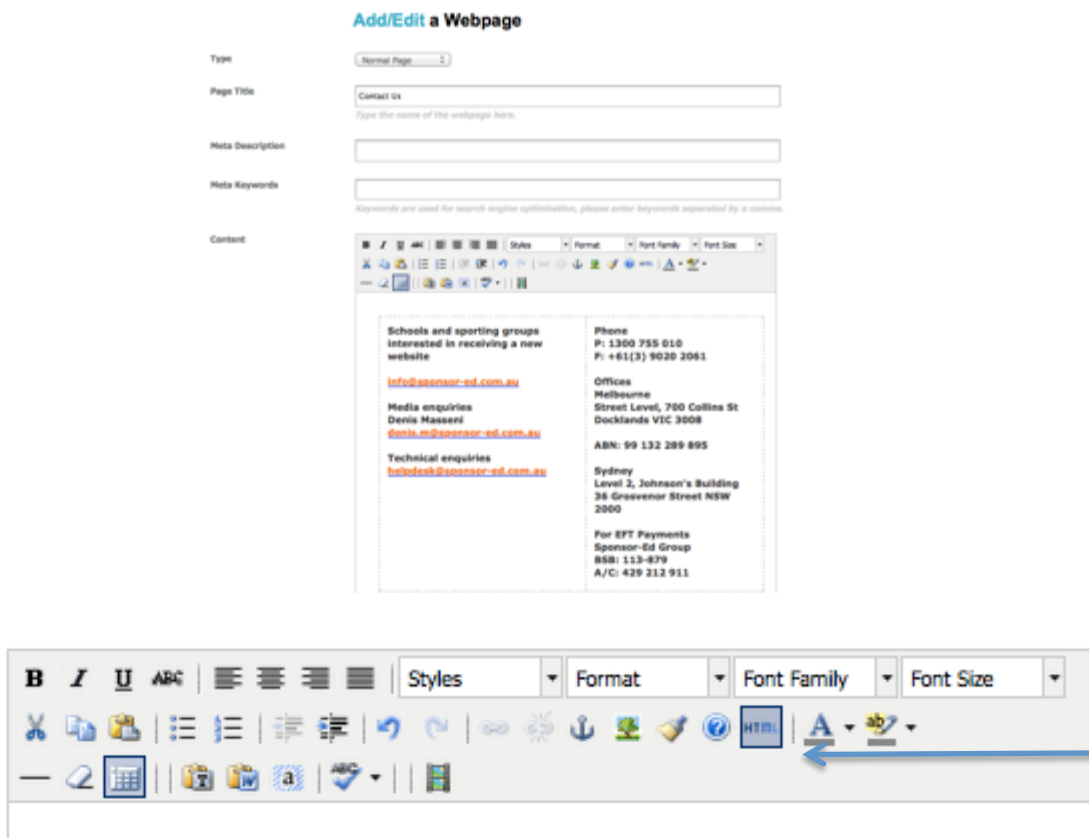 Add/Edit a Webpage
Type
Normal Page
Page Title
Contact Us
Type the name of the webpage here.
Meta Description
Meta Keywords
Keywords are used for search engine optimisation, please enter keywords separated by a comma.
Content
B I U ABC Styles Format Font Family Font Size
Schools and sporting groups
interested in receiving a new
website
info@sponsor-ed.com.au
Media enquiries
Denis Masseni
denis.m@sponsor-ed.com.au
Technical enquiries
helpdesk@sponsor-ed.com.au
Phone
P: 1300 755 010
F: +61(3) 9020 2061
Offices
Melbourne
Street Level, 700 Collins St
Docklands VIC 3008
ABN: 99 132 289 895
Sydney
Level 2, Johnson's Building
36 Grosvenor Street NSW
2000
For EFT Payments
Sponsor-Ed Group
BSB: 113-879
A/C: 429 212 911
B I U ABC Styles Format Font Family Font Size
HTML A ab
ABC